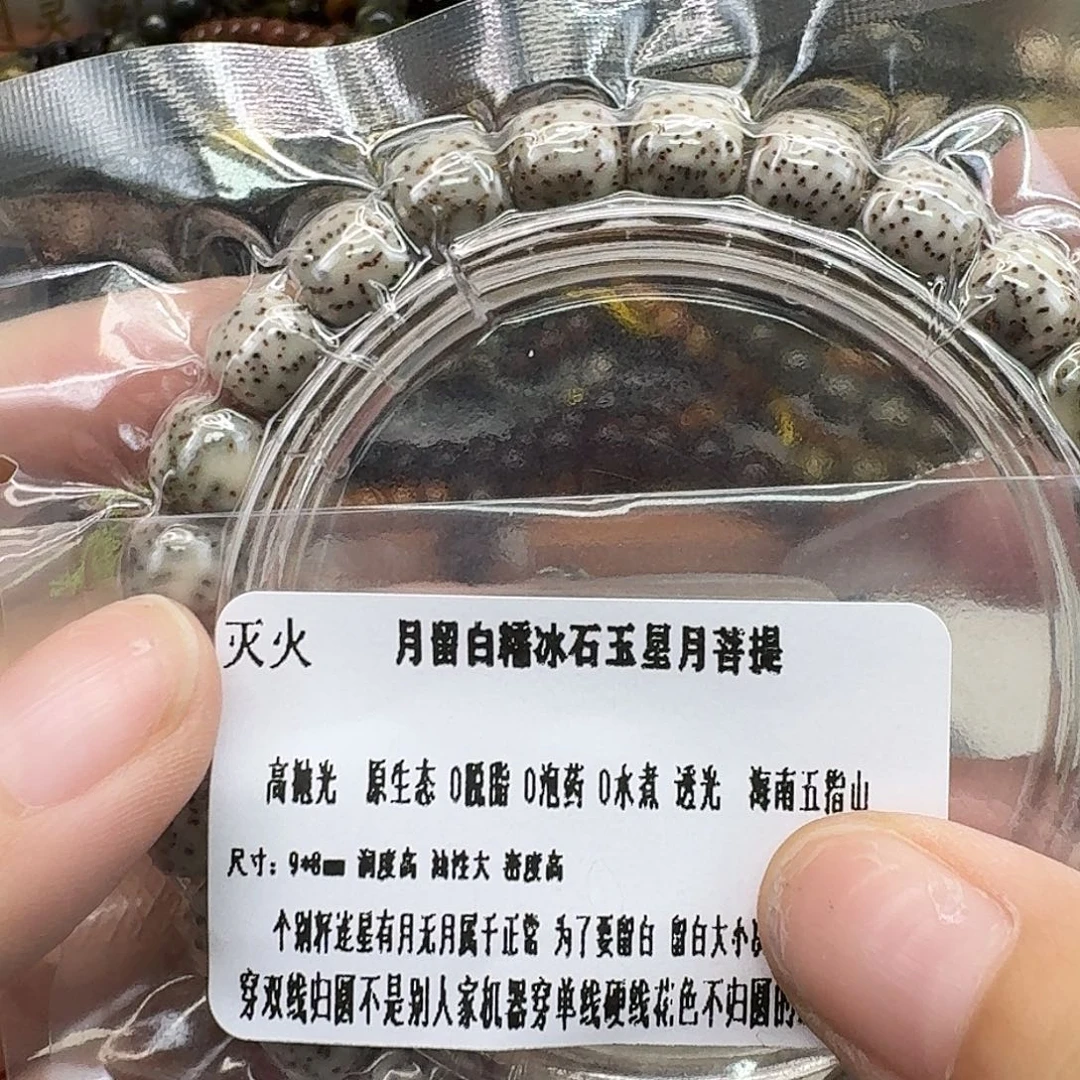 灭火 月留白糯冰石玉星月菩提
高抛光 原生态 0脱脂 0泡药 0水煮 透光 海南五指山
尺寸：9*8mm 润度高 油性大 密度高
个别籽连星有月无月属于正常 为了要留白 留白大小
穿双线归圆不是别人家机器穿单线硬线花色不归圆的